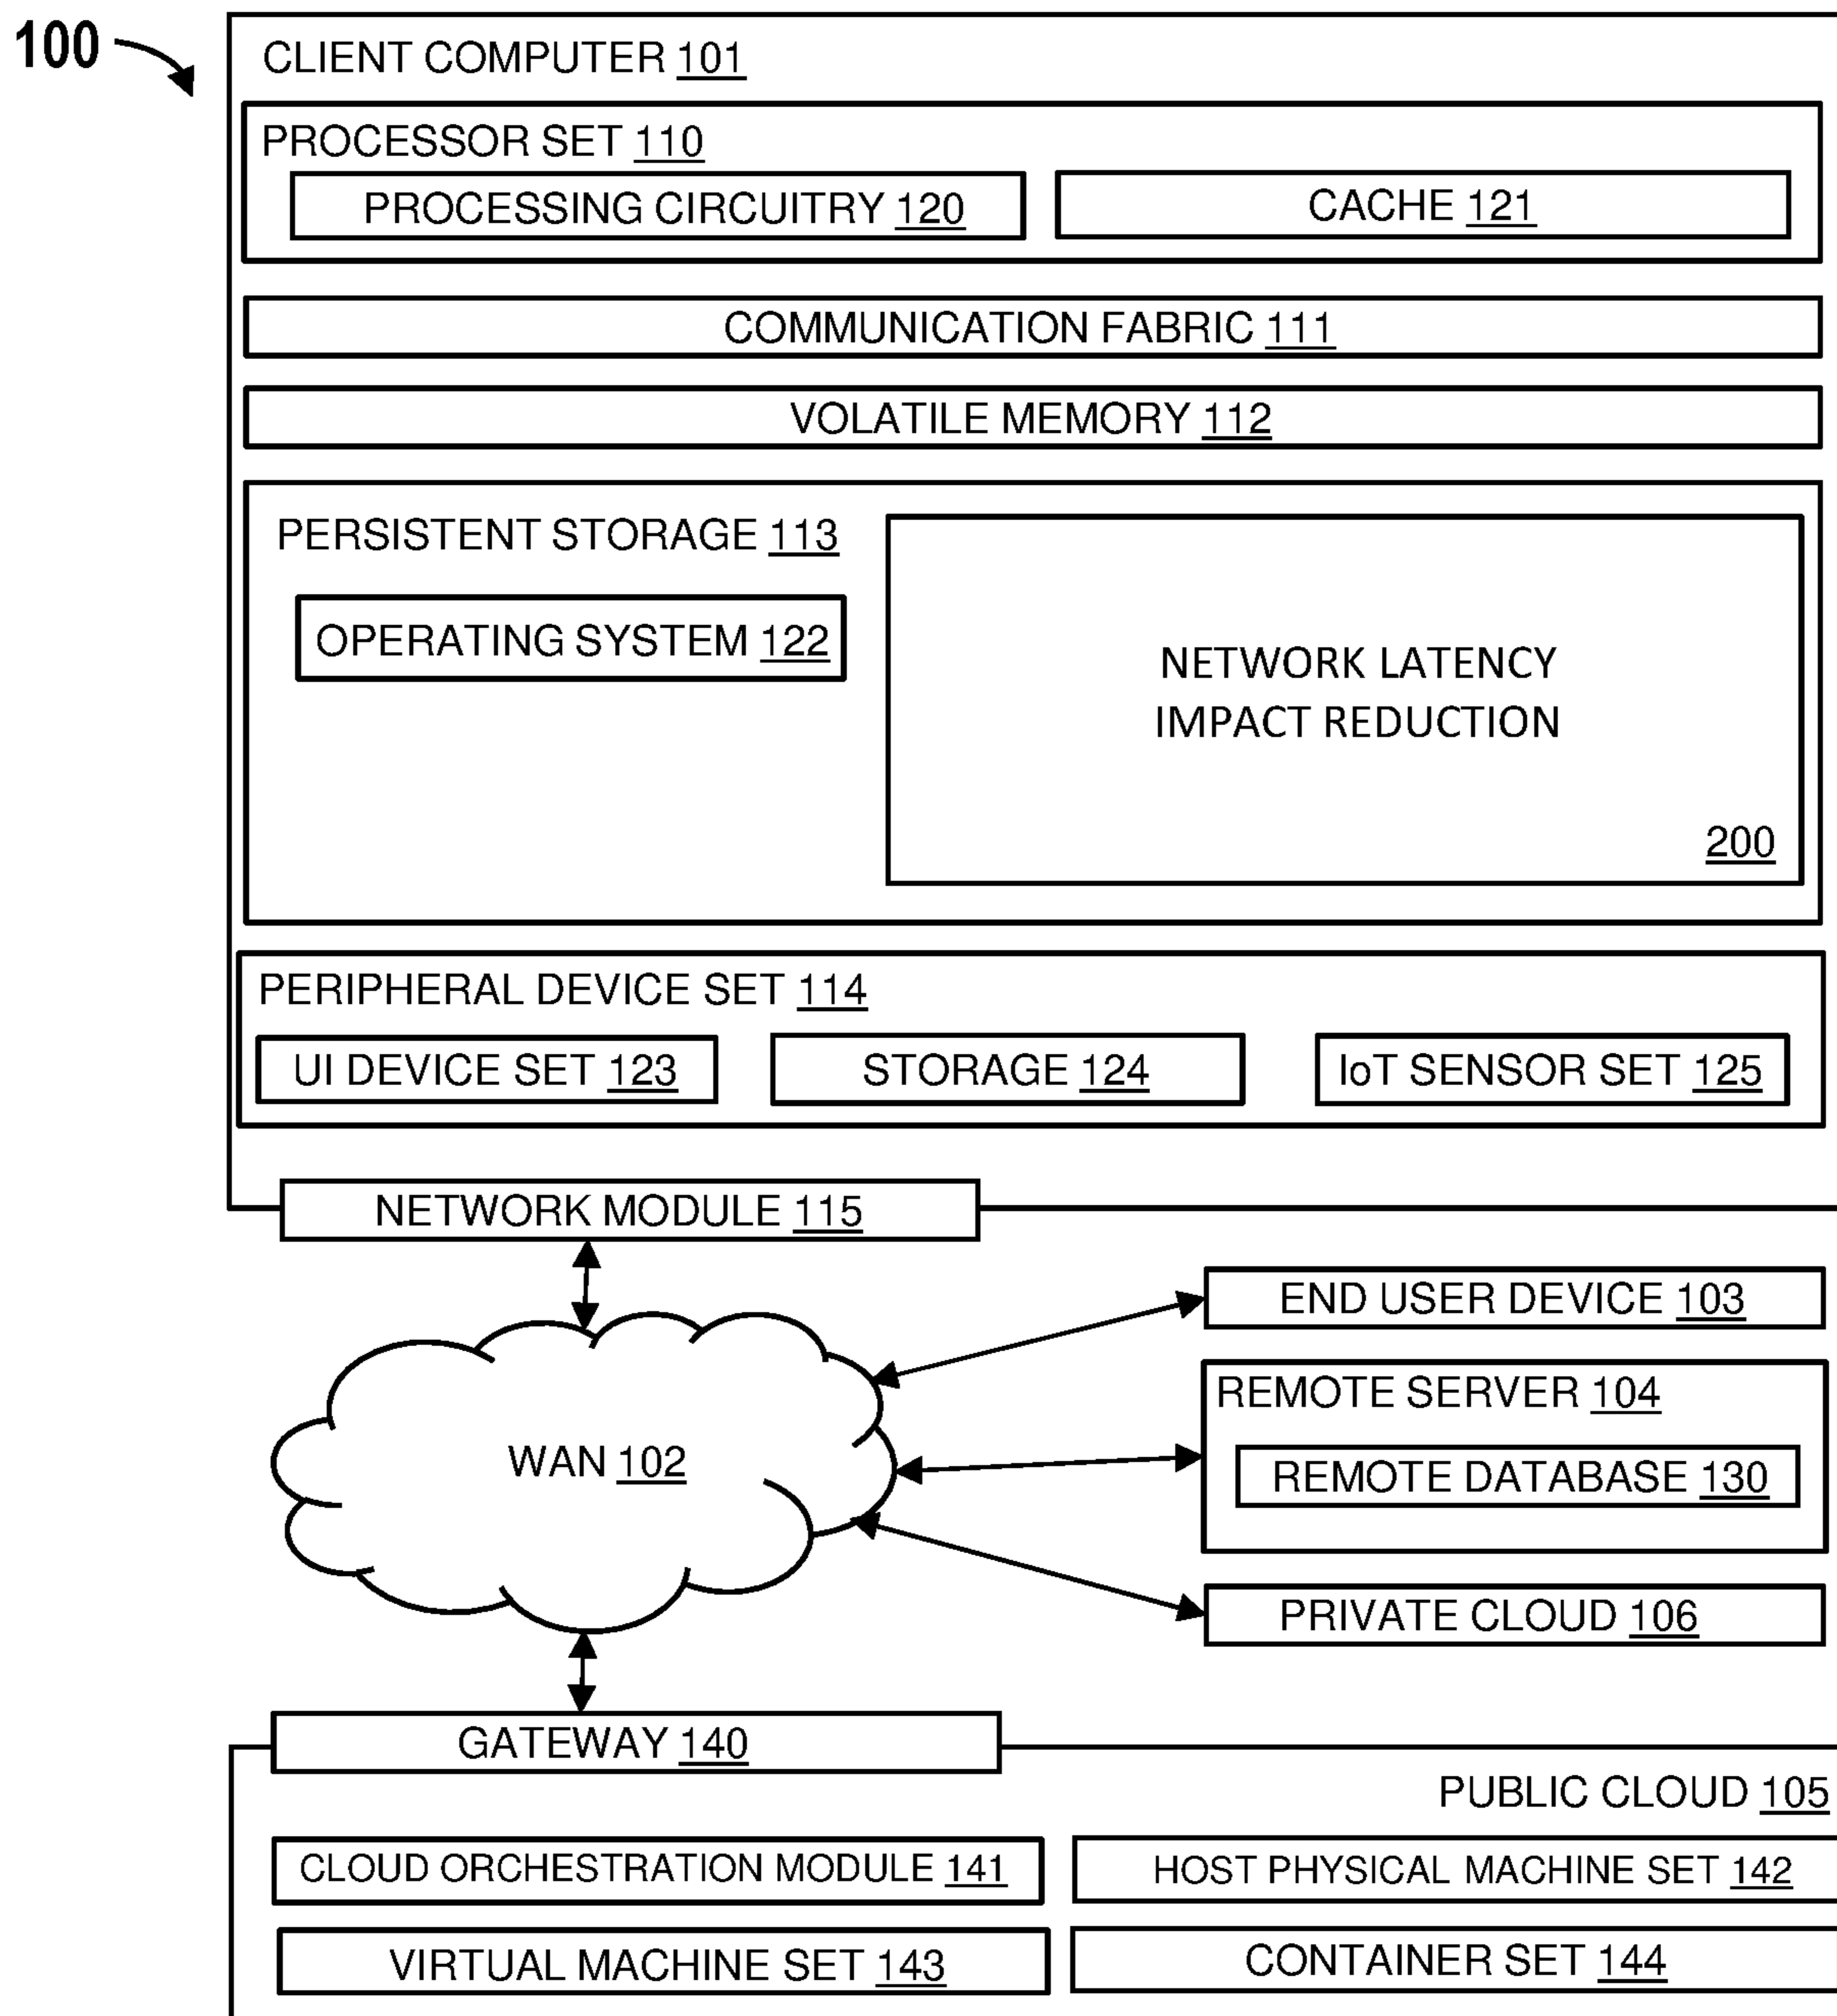 100
CLIENT COMPUTER 101
PROCESSOR SET 110
PROCESSING CIRCUITRY 120
CACHE 121
COMMUNICATION FABRIC 111
VOLATILE MEMORY 112
PERSISTENT STORAGE 113
OPERATING SYSTEM 122
NETWORK LATENCY
IMPACT REDUCTION
200
PERIPHERAL DEVICE SET 114
UI DEVICE SET 123
STORAGE 124
IoT SENSOR SET 125
NETWORK MODULE 115
END USER DEVICE 103
REMOTE SERVER 104
WAN 102
REMOTE DATABASE 130
PRIVATE CLOUD 106
GATEWAY 140
PUBLIC CLOUD 105
CLOUD ORCHESTRATION MODULE 141
HOST PHYSICAL MACHINE SET 142
VIRTUAL MACHINE SET 143
CONTAINER SET 144